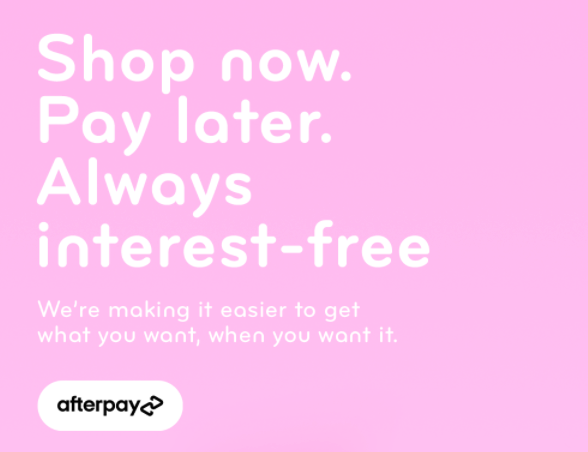 Shop now.
Pay later.
Always
interest-free
We're making it easier to get
what you want, when you want it.
afterpay